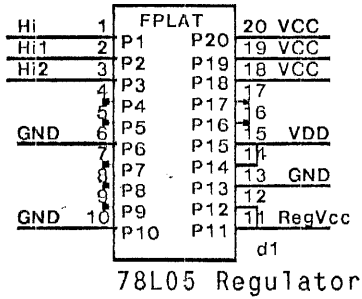 FPLAT
Hi 1 P1 P20 20 VCC
Hi1 2 P2 P19 19 VCC
Hi2 3 P3 P18 18 VCC
4 P4 P17 17
5 P5 P16 6
GND 6 P6 P15 15 VDD
7 P7 P14 14
8 P8 P13 13 GND
9 P9 P12 12
GND 10 P10 P11 11 RegVcc
d1
78L05 Regulator